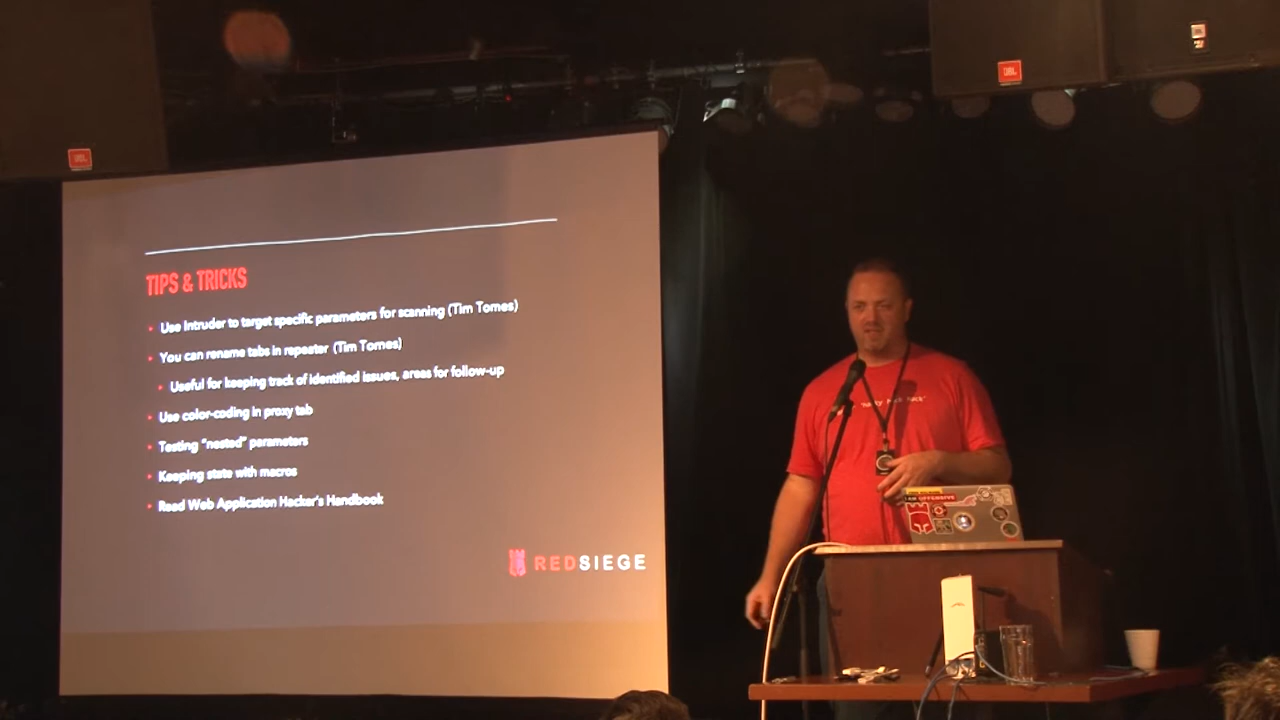 JBL
JBL
TIPS & TRICKS
Use Intruder to target specific parameters for scanning (Tim Tomes)
You can rename tabs in repeater (Tim Tomes)
Useful for keeping track of identified issues, areas for follow-up
Use color-coding in proxy tab
Testing "nested" parameters
Keeping state with macros
Read Web Application Hacker's Handbook
REDSIEGE
I AM OFFENSIVE